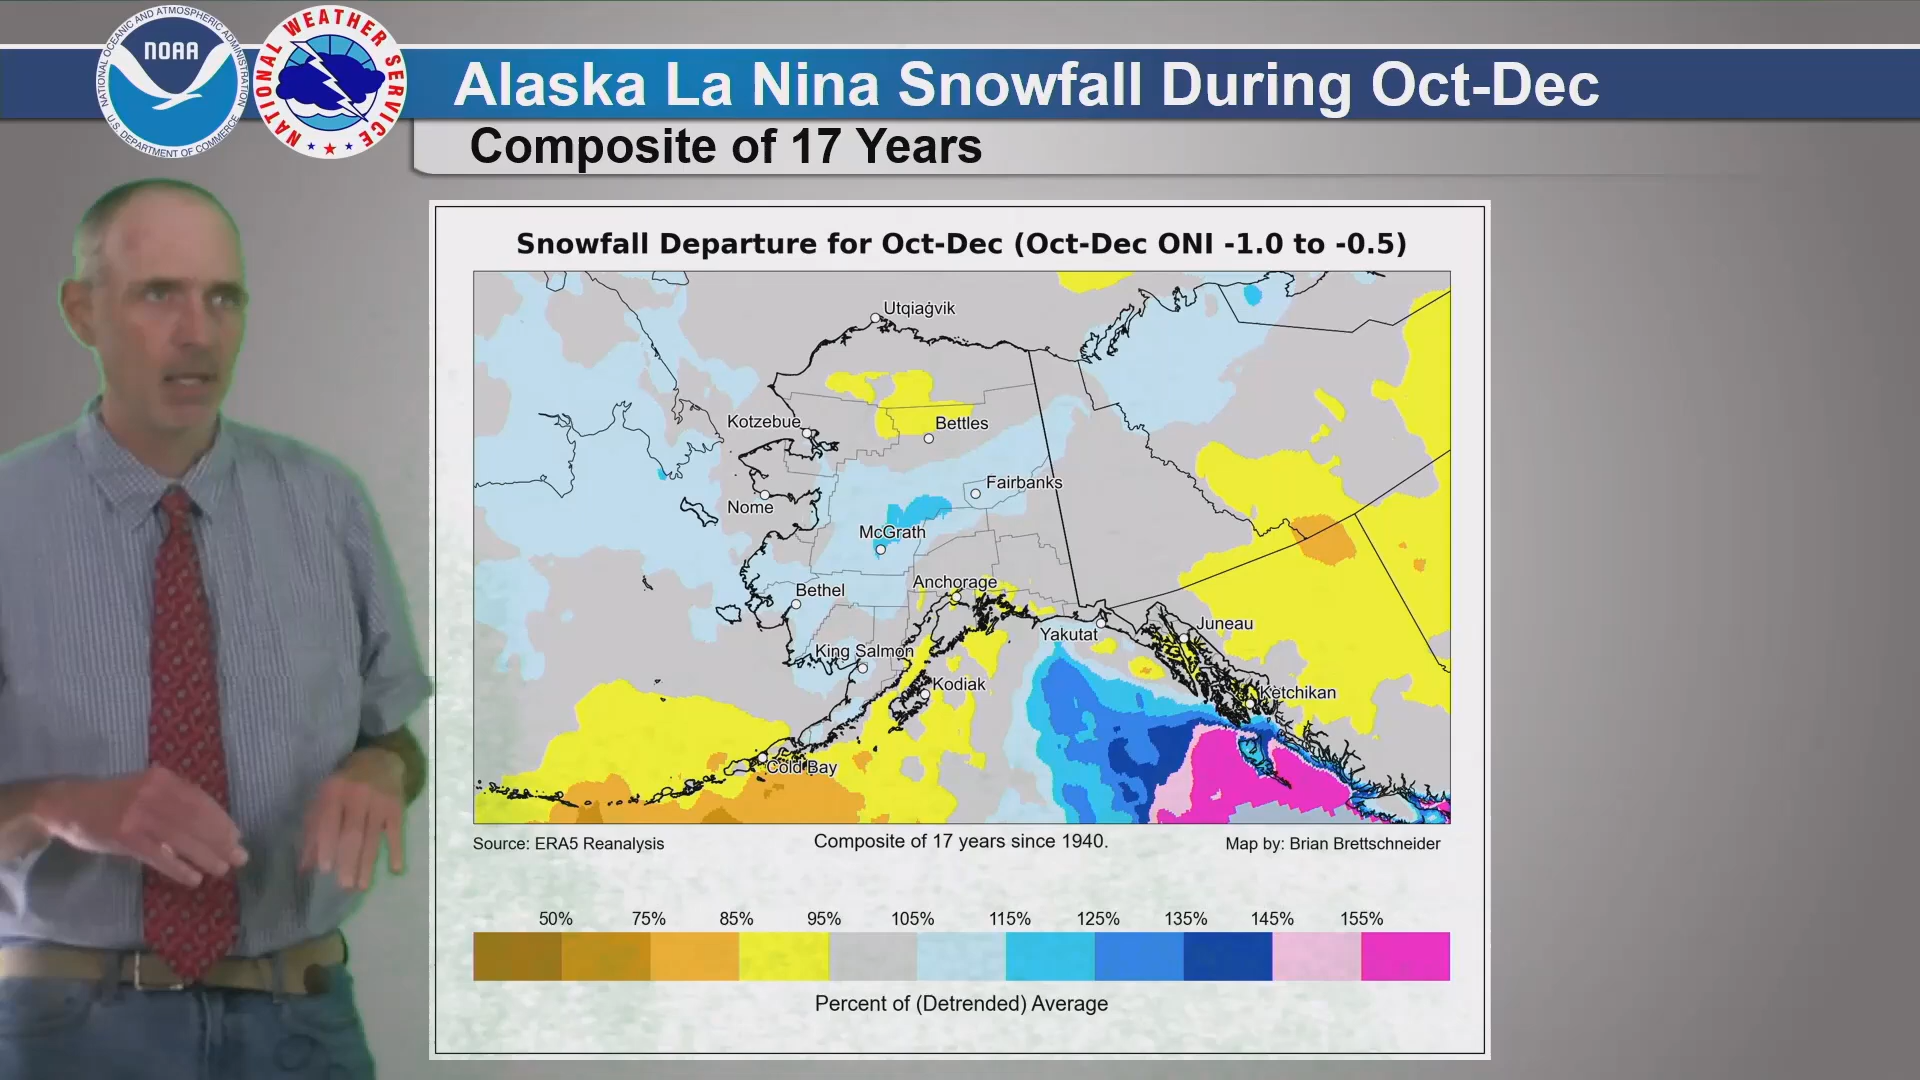 NATIONAL OCEANIC AND ATMOSPHERIC ADMINISTRATION
NOAA
U.S. DEPARTMENT OF COMMERCE
NATIONAL WEATHER SERVICE
Alaska La Nina Snowfall During Oct-Dec
Composite of 17 Years
Snowfall Departure for Oct-Dec (Oct-Dec ONI -1.0 to -0.5)
Utqiaġvik
Kotzebue
Bettles
Fairbanks
Nome
McGrath
Anchorage
Bethel
Juneau
Yakutat
King Salmon
Kodiak
Ketchikan
Cold Bay
Source: ERA5 Reanalysis
Composite of 17 years since 1940.
Map by: Brian Brettschneider
50% 75% 85% 95% 105% 115% 125% 135% 145% 155%
Percent of (Detrended) Average